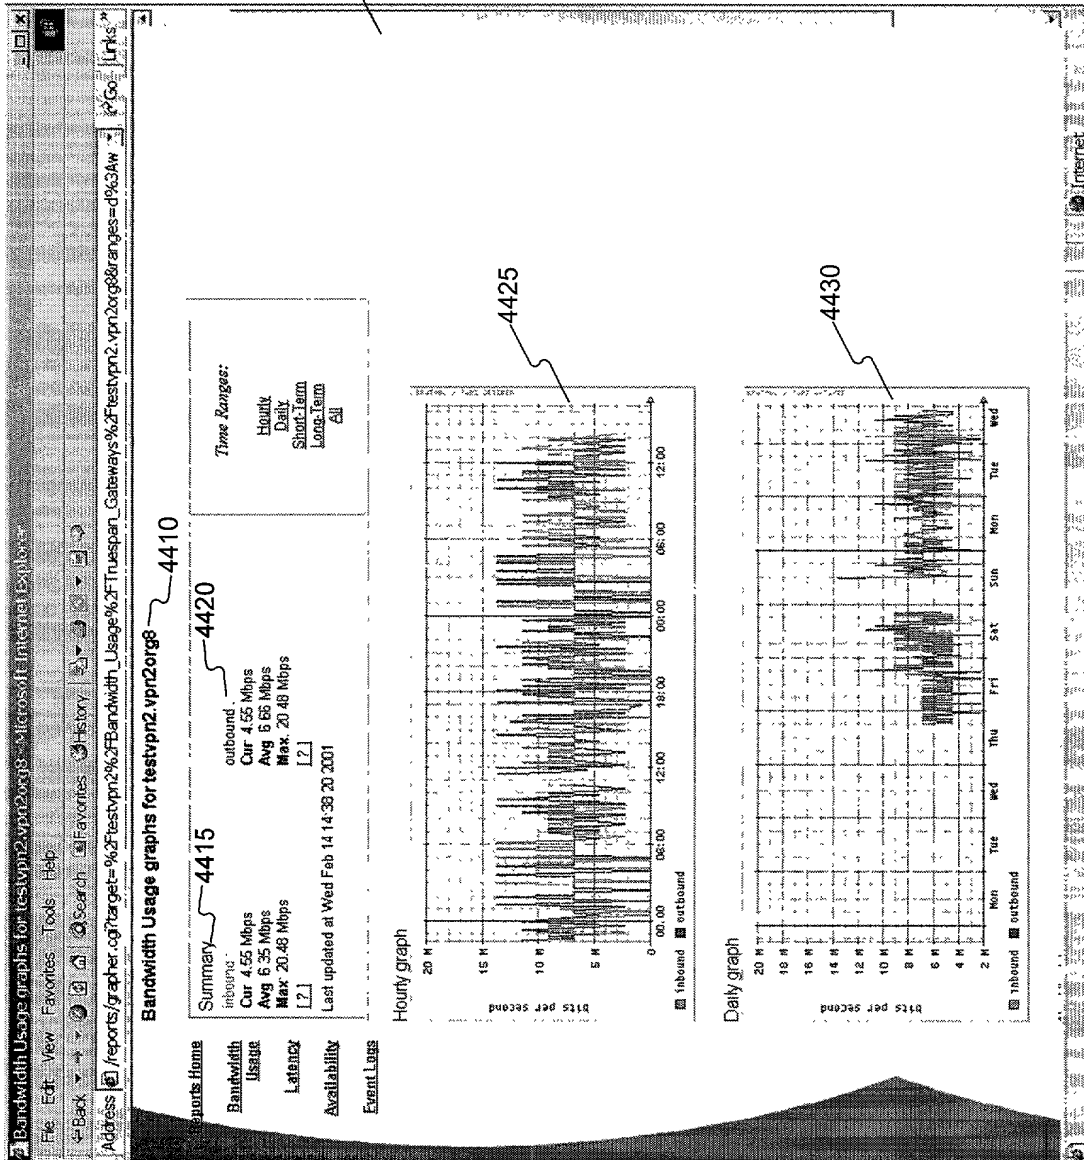 Bandwidth Usage graphs for testvpn2.vpn2org8 - Microsoft Internet Explorer
File Edit View Favorites Tools Help
Back Search Favorites History
Address /reports/grapher.cgi?target=%2Ftestvpn2%2FBandwidth_Usage%2FTruespan_Gateways%2Ftestvpn2.vpn2org8&ranges=d%3Aw Go Links »
Reports Home
Bandwidth Usage
Latency
Availability
Event Logs
Bandwidth Usage graphs for testvpn2.vpn2org8
4410
Summary
4415
inbound:
Cur 4.55 Mbps
Avg 6 35 Mbps
Max 20.48 Mbps
[?]
4420
outbound
Cur 4.55 Mbps
Avg 6 66 Mbps
Max. 20 48 Mbps
[?]
Last updated at Wed Feb 14 14:38 20 2001
Time Ranges:
Hourly
Daily
Short-Term
Long-Term
All
Hourly graph
4425
bits per second
20 M
15 M
10 M
5 M
0
00:00 06:00 12:00 18:00 00:00 06:00 12:00
inbound outbound
Daily graph
4430
bits per second
20 M
18 M
16 M
14 M
12 M
10 M
8 M
6 M
4 M
2 M
Mon Tue Wed Thu Fri Sat Sun Mon Tue Wed
inbound outbound
Internet